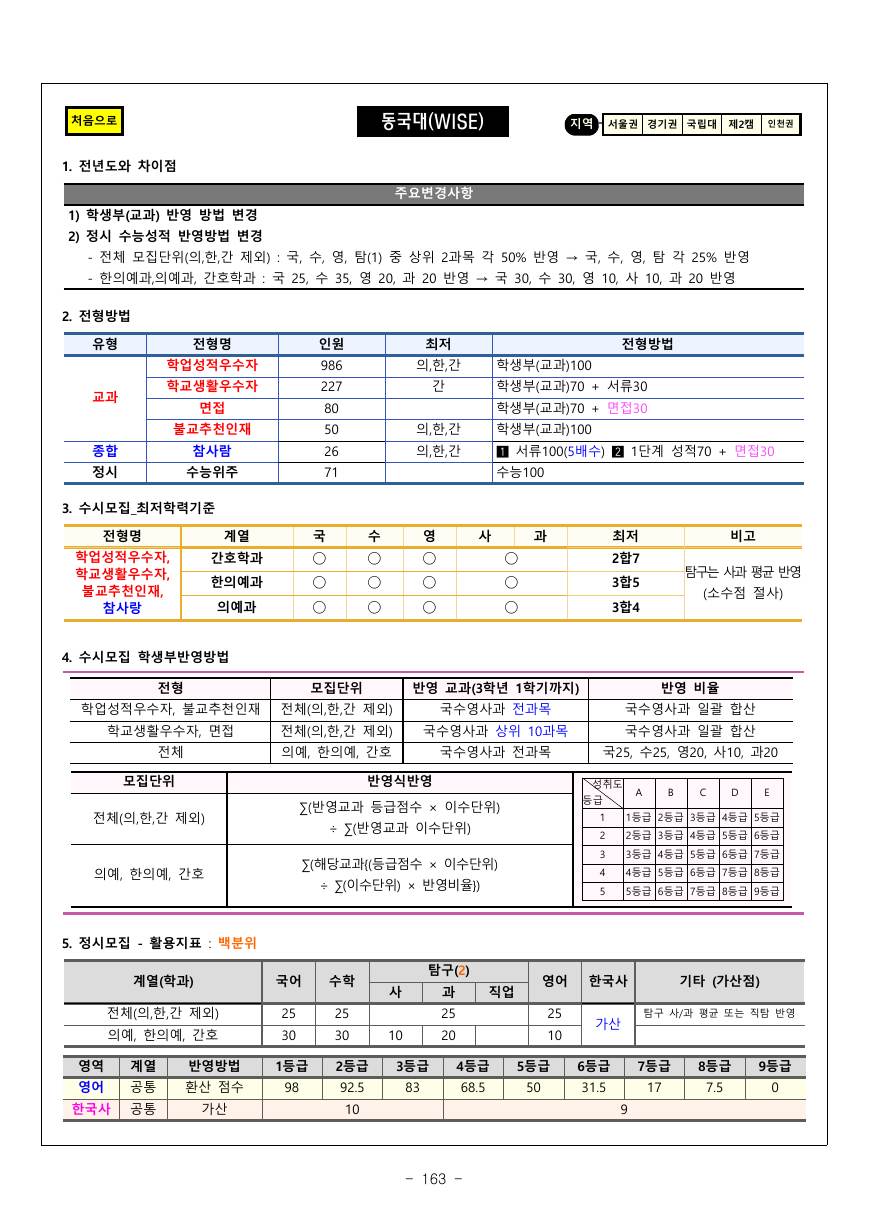 처음으로
동국대(WISE)
지역 서울권 경기권 국립대 제2캠 인천권
1. 전년도와 차이점
주요변경사항
1) 학생부(교과) 반영 방법 변경
2) 정시 수능성적 반영방법 변경
- 전체 모집단위(의,한,간 제외) : 국, 수, 영, 탐(1) 중 상위 2과목 각 50% 반영 → 국, 수, 영, 탐 각 25% 반영
- 한의예과,의예과, 간호학과 : 국 25, 수 35, 영 20, 과 20 반영 → 국 30, 수 30, 영 10, 사 10, 과 20 반영
2. 전형방법
유형 전형명 인원 최저 전형방법
교과
학업성적우수자 986 의,한,간 학생부(교과)100
학교생활우수자 227 간 학생부(교과)70 + 서류30
면접 80 학생부(교과)70 + 면접30
불교추천인재 50 의,한,간 학생부(교과)100
종합 참사람 26 의,한,간 1 서류100(5배수) 2 1단계 성적70 + 면접30
정시 수능위주 71 수능100
3. 수시모집_최저학력기준
전형명 계열 국 수 영 사 과 최저 비고
학업성적우수자,
학교생활우수자,
불교추천인재,
참사랑
간호학과 ○ ○ ○ ○ 2합7
한의예과 ○ ○ ○ ○ 3합5
의예과 ○ ○ ○ ○ 3합4
탐구는 사과 평균 반영
(소수점 절사)
4. 수시모집 학생부반영방법
전형 모집단위 반영 교과(3학년 1학기까지) 반영 비율
학업성적우수자, 불교추천인재 전체(의,한,간 제외) 국수영사과 전과목 국수영사과 일괄 합산
학교생활우수자, 면접 전체(의,한,간 제외) 국수영사과 상위 10과목 국수영사과 일괄 합산
전체 의예, 한의예, 간호 국수영사과 전과목 국25, 수25, 영20, 사10, 과20
모집단위 반영식반영
전체(의,한,간 제외)
∑(반영교과 등급점수 × 이수단위)
÷ ∑(반영교과 이수단위)
의예, 한의예, 간호
∑(해당교과{(등급점수 × 이수단위)
÷ ∑(이수단위) × 반영비율})
성취도
등급
A B C D E
1 1등급 2등급 3등급 4등급 5등급
2 2등급 3등급 4등급 5등급 6등급
3 3등급 4등급 5등급 6등급 7등급
4 4등급 5등급 6등급 7등급 8등급
5 5등급 6등급 7등급 8등급 9등급
5. 정시모집 - 활용지표 : 백분위
계열(학과) 국어 수학 탐구(2) 영어 한국사 기타 (가산점)
사 과 직업
전체(의,한,간 제외) 25 25 25 25 가산 탐구 사/과 평균 또는 직탐 반영
의예, 한의예, 간호 30 30 10 20 10
영역 계열 반영방법 1등급 2등급 3등급 4등급 5등급 6등급 7등급 8등급 9등급
영어 공통 환산 점수 98 92.5 83 68.5 50 31.5 17 7.5 0
한국사 공통 가산 10 9
- 163 -